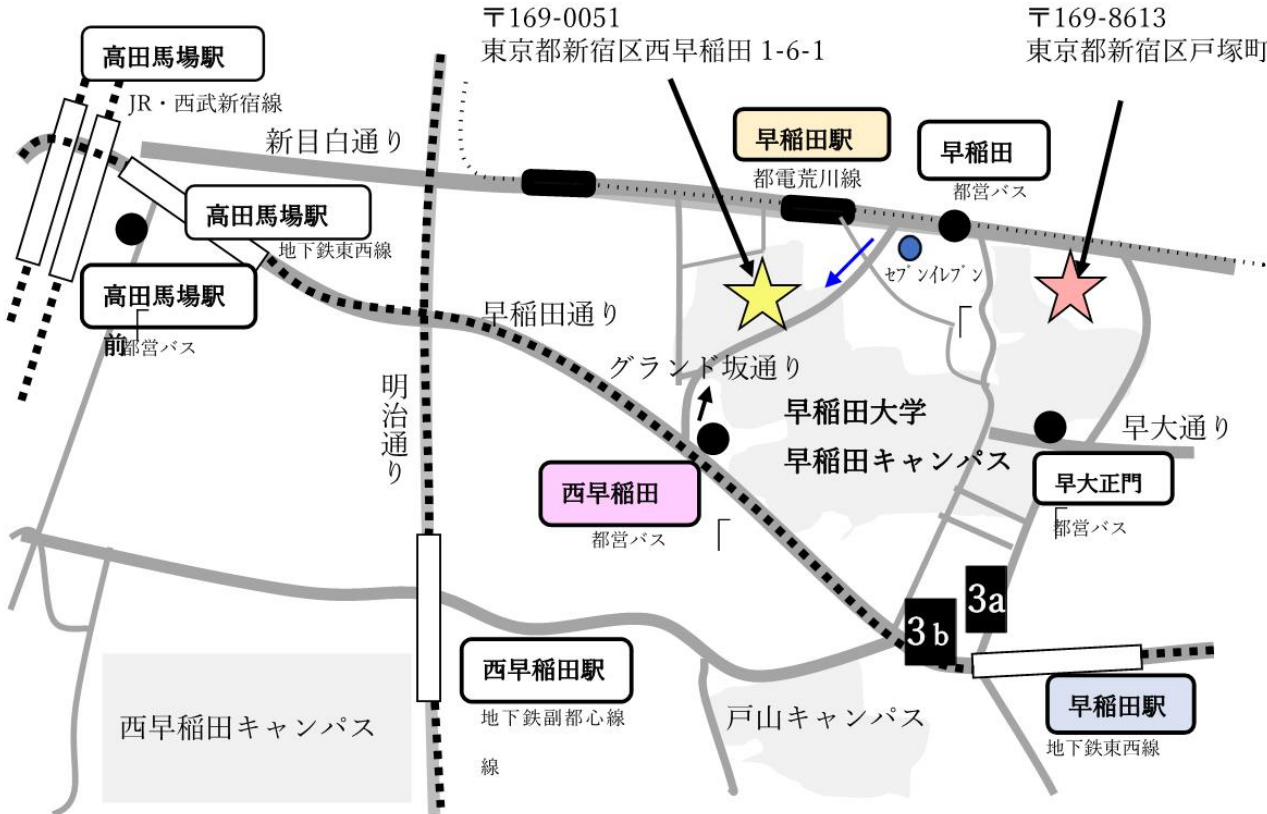 〒169-0051
東京都新宿区西早稲田 1-6-1
〒169-8613
東京都新宿区戸塚町
高田馬場駅
JR・西武新宿線
新目白通り
早稲田駅
都電荒川線
早稲田
都営バス
高田馬場駅
地下鉄東西線
セブンイレブン
高田馬場駅
前
都営バス
早稲田通り
グランド坂通り
明治通り
早稲田大学
早稲田キャンパス
早大通り
西早稲田
都営バス
早大正門
都営バス
3a
3b
西早稲田駅
地下鉄副都心線
線
西早稲田キャンパス
戸山キャンパス
早稲田駅
地下鉄東西線